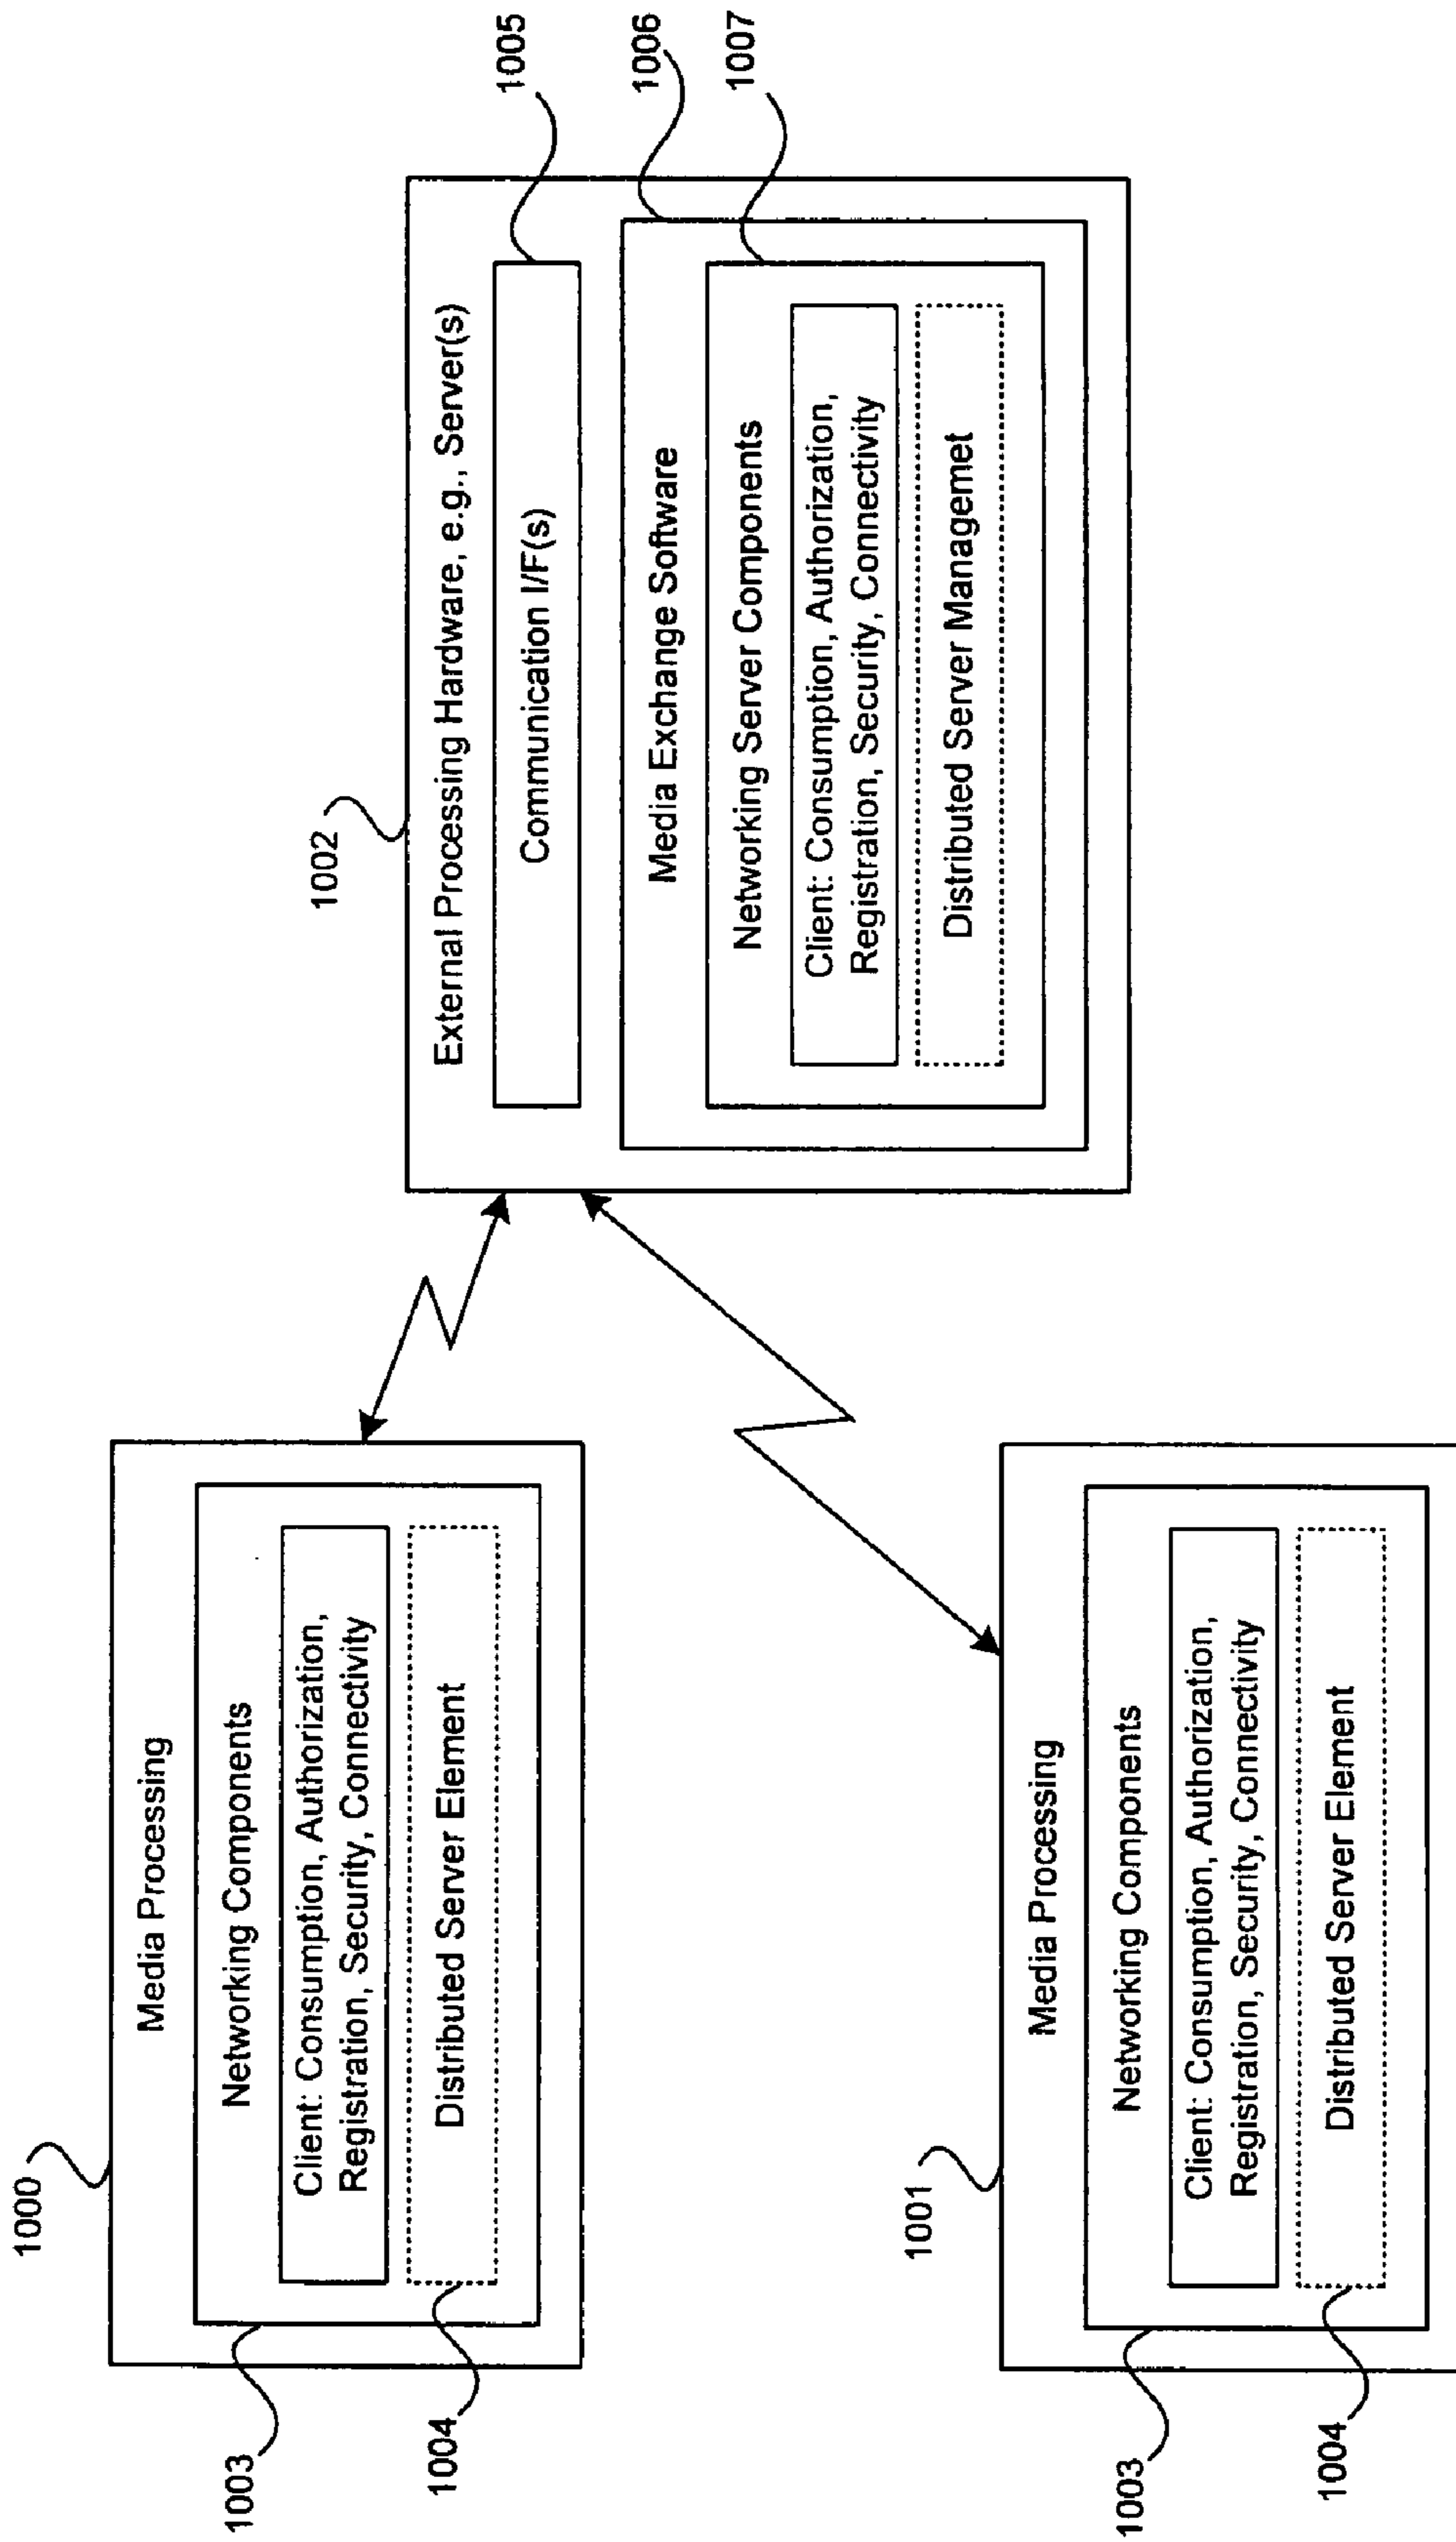 1000
Media Processing
Networking Components
Client: Consumption, Authorization,
Registration, Security, Connectivity
Distributed Server Element
1003
1004
1002
External Processing Hardware, e.g., Server(s)
Communication I/F(s)
Media Exchange Software
Networking Server Components
Client: Consumption, Authorization,
Registration, Security, Connectivity
Distributed Server Managemet
1005
1006
1007
1001
Media Processing
Networking Components
Client: Consumption, Authorization,
Registration, Security, Connectivity
Distributed Server Element
1003
1004